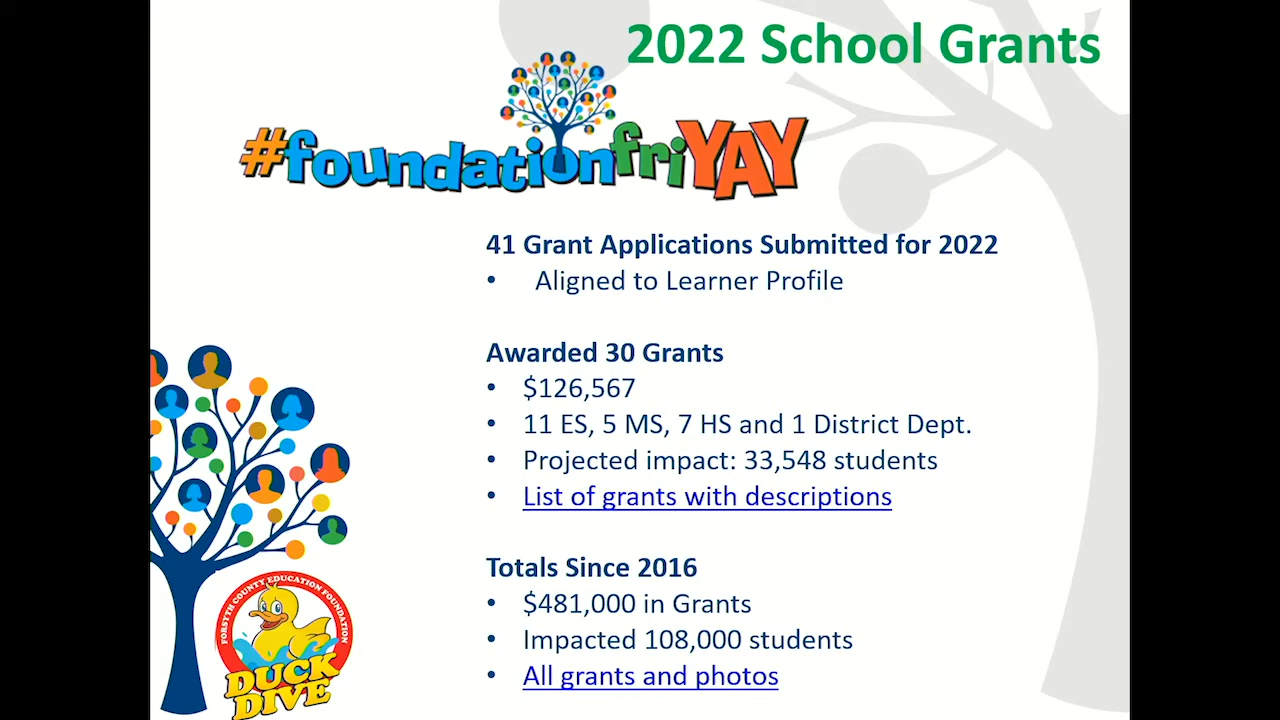 2022 School Grants
#foundationfriYAY
41 Grant Applications Submitted for 2022
• Aligned to Learner Profile
Awarded 30 Grants
• $126,567
• 11 ES, 5 MS, 7 HS and 1 District Dept.
• Projected impact: 33,548 students
• List of grants with descriptions
Totals Since 2016
• $481,000 in Grants
• Impacted 108,000 students
• All grants and photos
FORSYTH COUNTY EDUCATION FOUNDATION
DUCK
DIVE